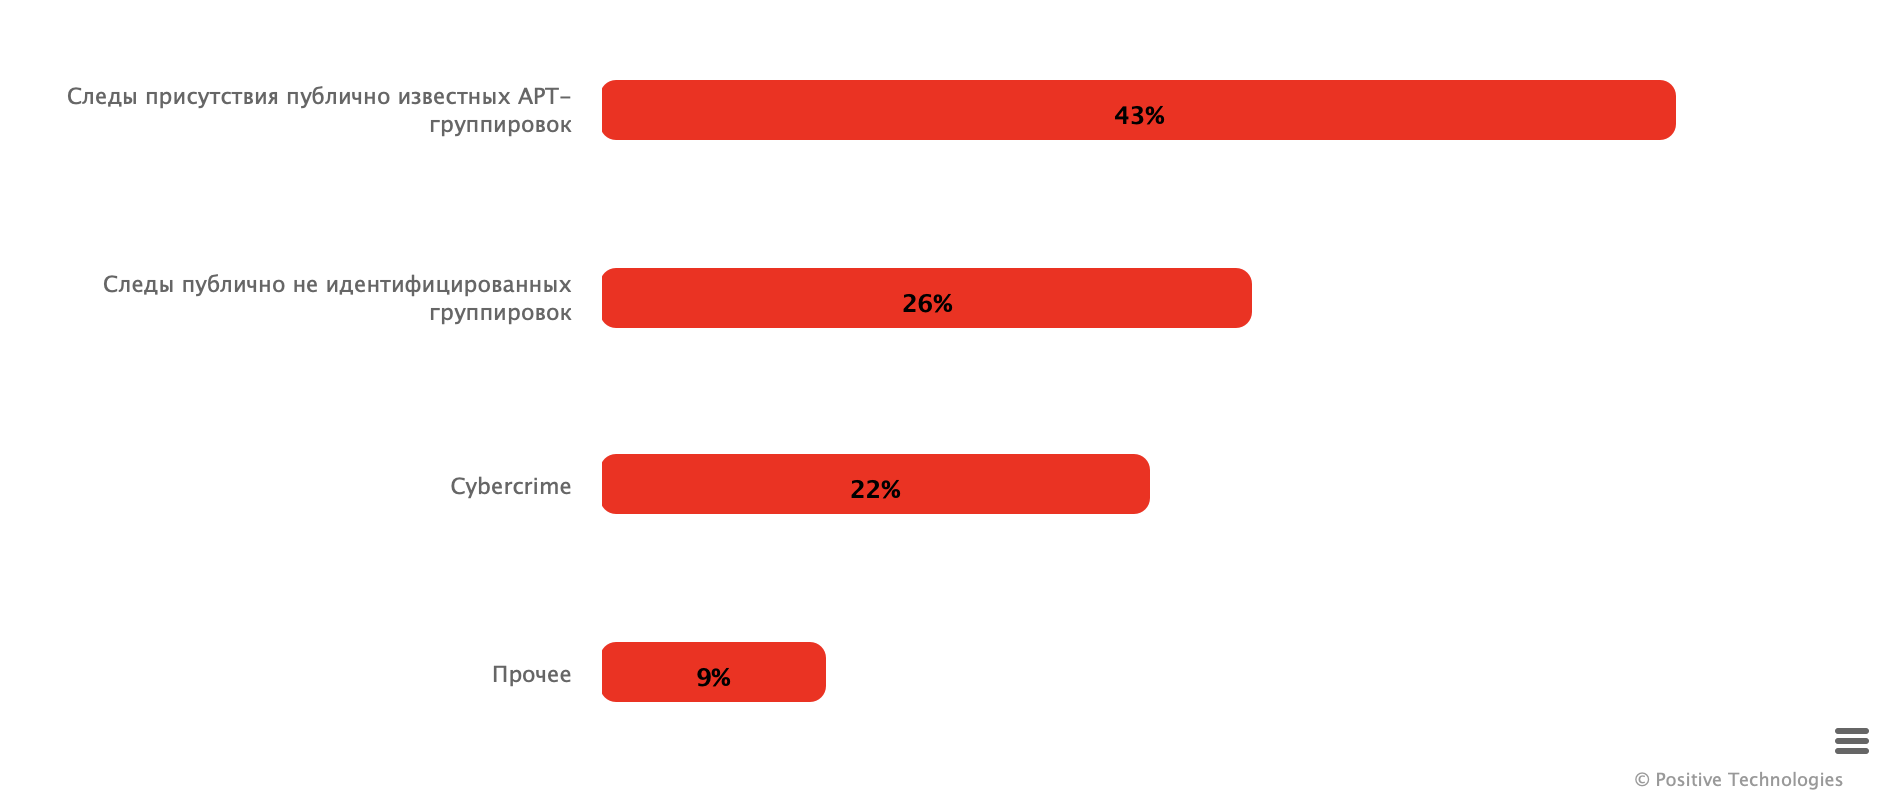 Следы присутствия публично известных APT-
группировок
43%
Следы публично не идентифицированных
группировок
26%
Cybercrime
22%
Прочее
9%
© Positive Technologies